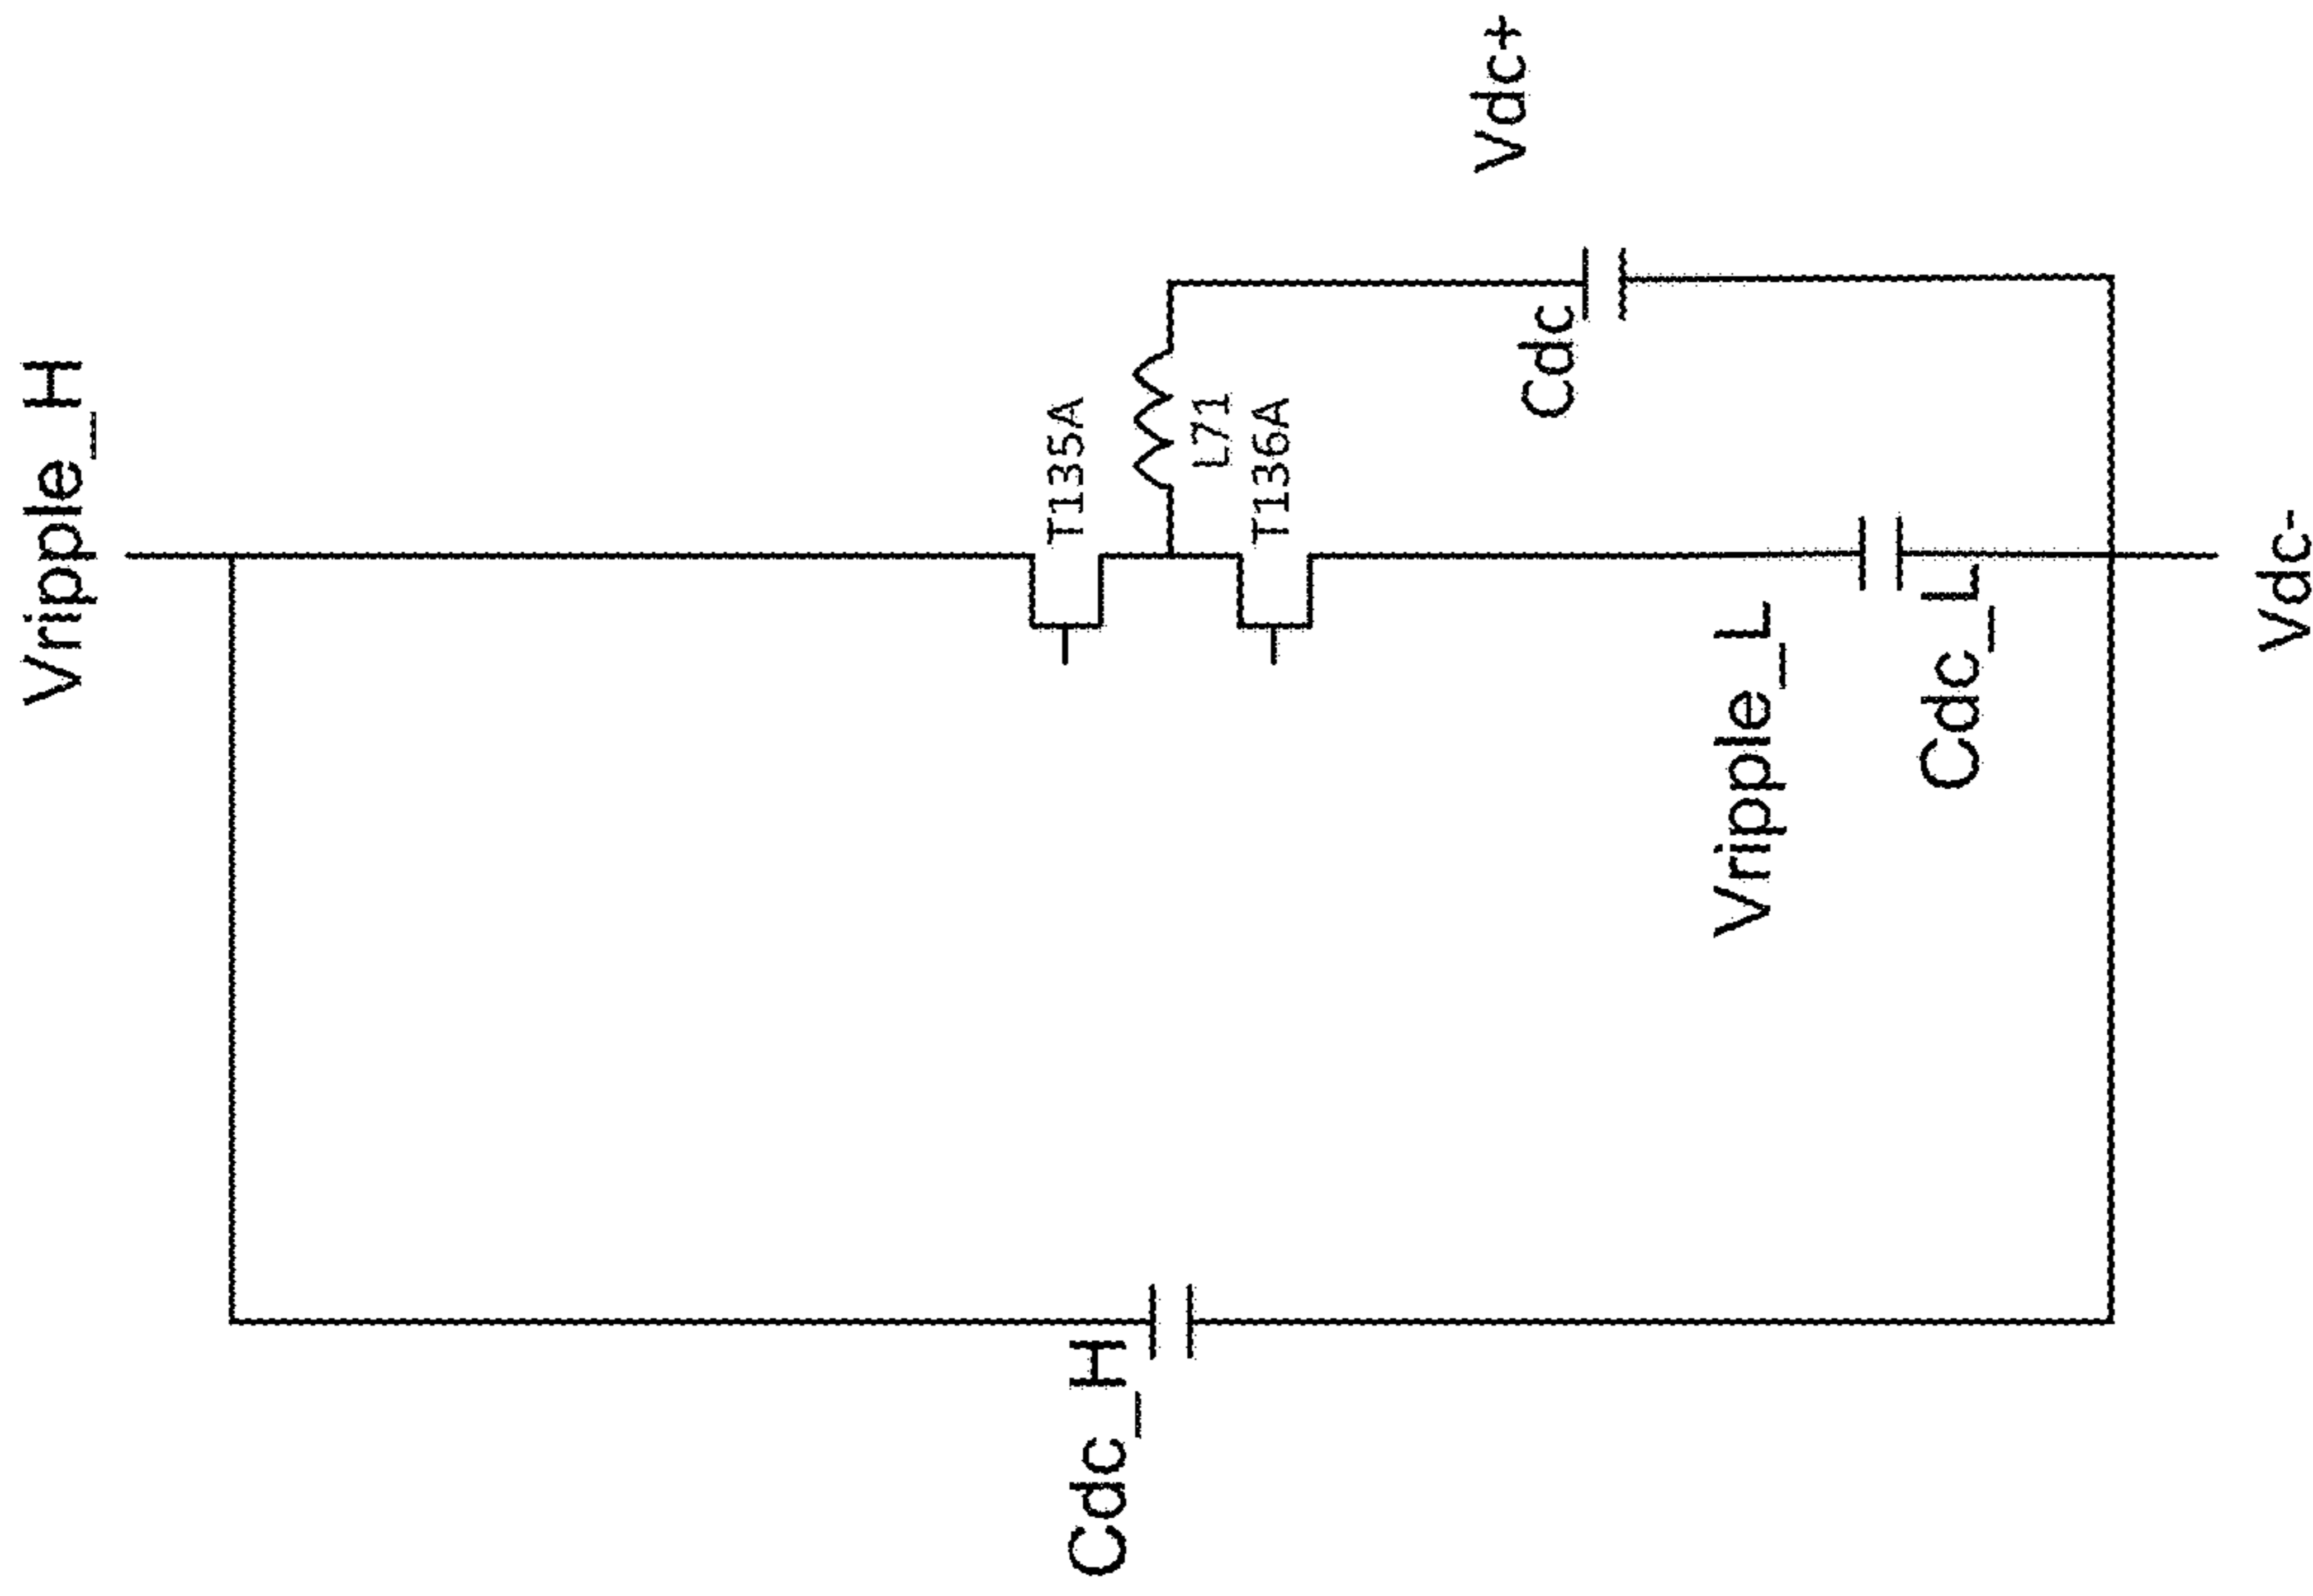 Vripple_H
Vdc+
T135A
L71
T136A
Cdc
Cdc_H
Vripple_L
Cdc_L
Vdc-